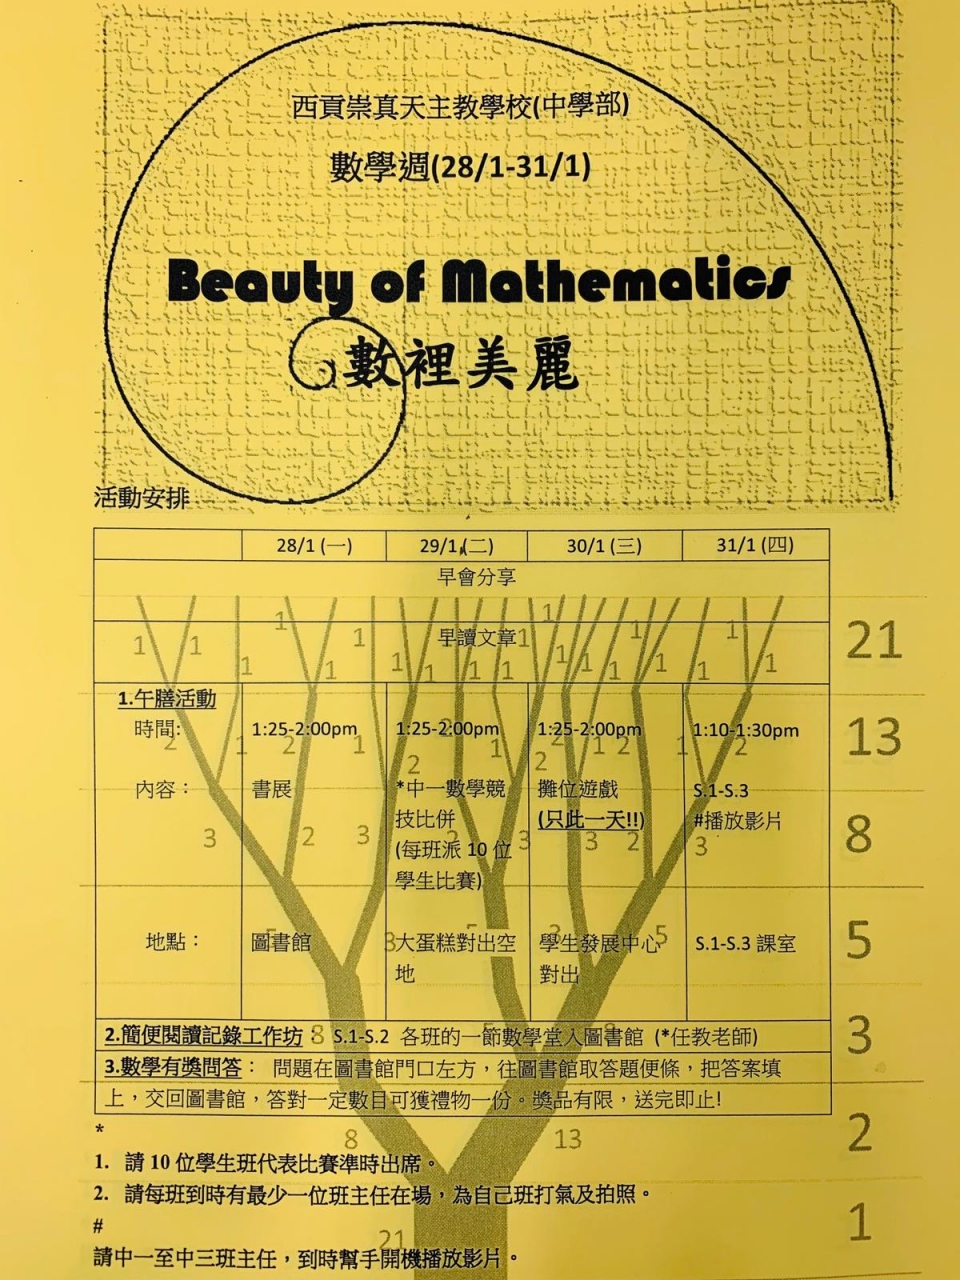 西貢崇真天主教學校(中學部)
數學週(28/1-31/1)
Beauty of Mathematics
數裡美麗
活動安排
28/1 (一) 29/1 (二) 30/1 (三) 31/1 (四)
早會分享
早讀文章
1.午膳活動
時間: 1:25-2:00pm 1:25-2:00pm 1:25-2:00pm 1:10-1:30pm
內容： 書展 *中一數學競 攤位遊戲 S.1-S.3
技比併 (只此一天!!) #播放影片
(每班派 10 位
學生比賽)
地點： 圖書館 大蛋糕對出空 學生發展中心 S.1-S.3 課室
地 對出
2.簡便閱讀記錄工作坊： S.1-S.2 各班的一節數學堂入圖書館 (*任教老師)
3.數學有獎問答： 問題在圖書館門口左方，往圖書館取答題便條，把答案填
上，交回圖書館，答對一定數目可獲禮物一份。獎品有限，送完即止!
*
1. 請 10 位學生班代表比賽準時出席。
2. 請每班到時有最少一位班主任在場，為自己班打氣及拍照。
#
請中一至中三班主任，到時幫手開機播放影片。
21
13
8
5
3
2
1
8 13
21